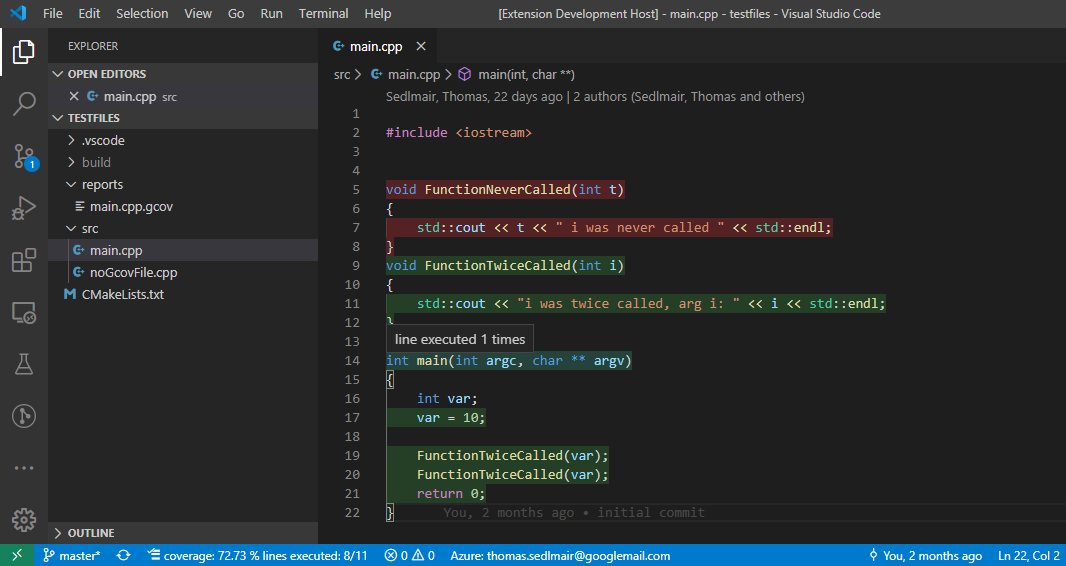 File Edit Selection View Go Run Terminal Help [Extension Development Host] - main.cpp - testfiles - Visual Studio Code
EXPLORER
OPEN EDITORS
main.cpp src
TESTFILES
.vscode
build
reports
main.cpp.gcov
src
main.cpp
noGcovFile.cpp
CMakeLists.txt
OUTLINE
1
main.cpp
src > main.cpp > main(int, char **)
Sedlmair, Thomas, 22 days ago | 2 authors (Sedlmair, Thomas and others)
1
2 #include <iostream>
3
4
5 void FunctionNeverCalled(int t)
6 {
7 std::cout << t << " i was never called " << std::endl;
8 }
9 void FunctionTwiceCalled(int i)
10 {
11 std::cout << "i was twice called, arg i: " << i << std::endl;
12 }
13 line executed 1 times
14 int main(int argc, char ** argv)
15 {
16 int var;
17 var = 10;
18
19 FunctionTwiceCalled(var);
20 FunctionTwiceCalled(var);
21 return 0;
22 } You, 2 months ago • initial commit
master* coverage: 72.73 % lines executed: 8/11 0 0 Azure: thomas.sedlmair@googlemail.com You, 2 months ago Ln 22, Col 2